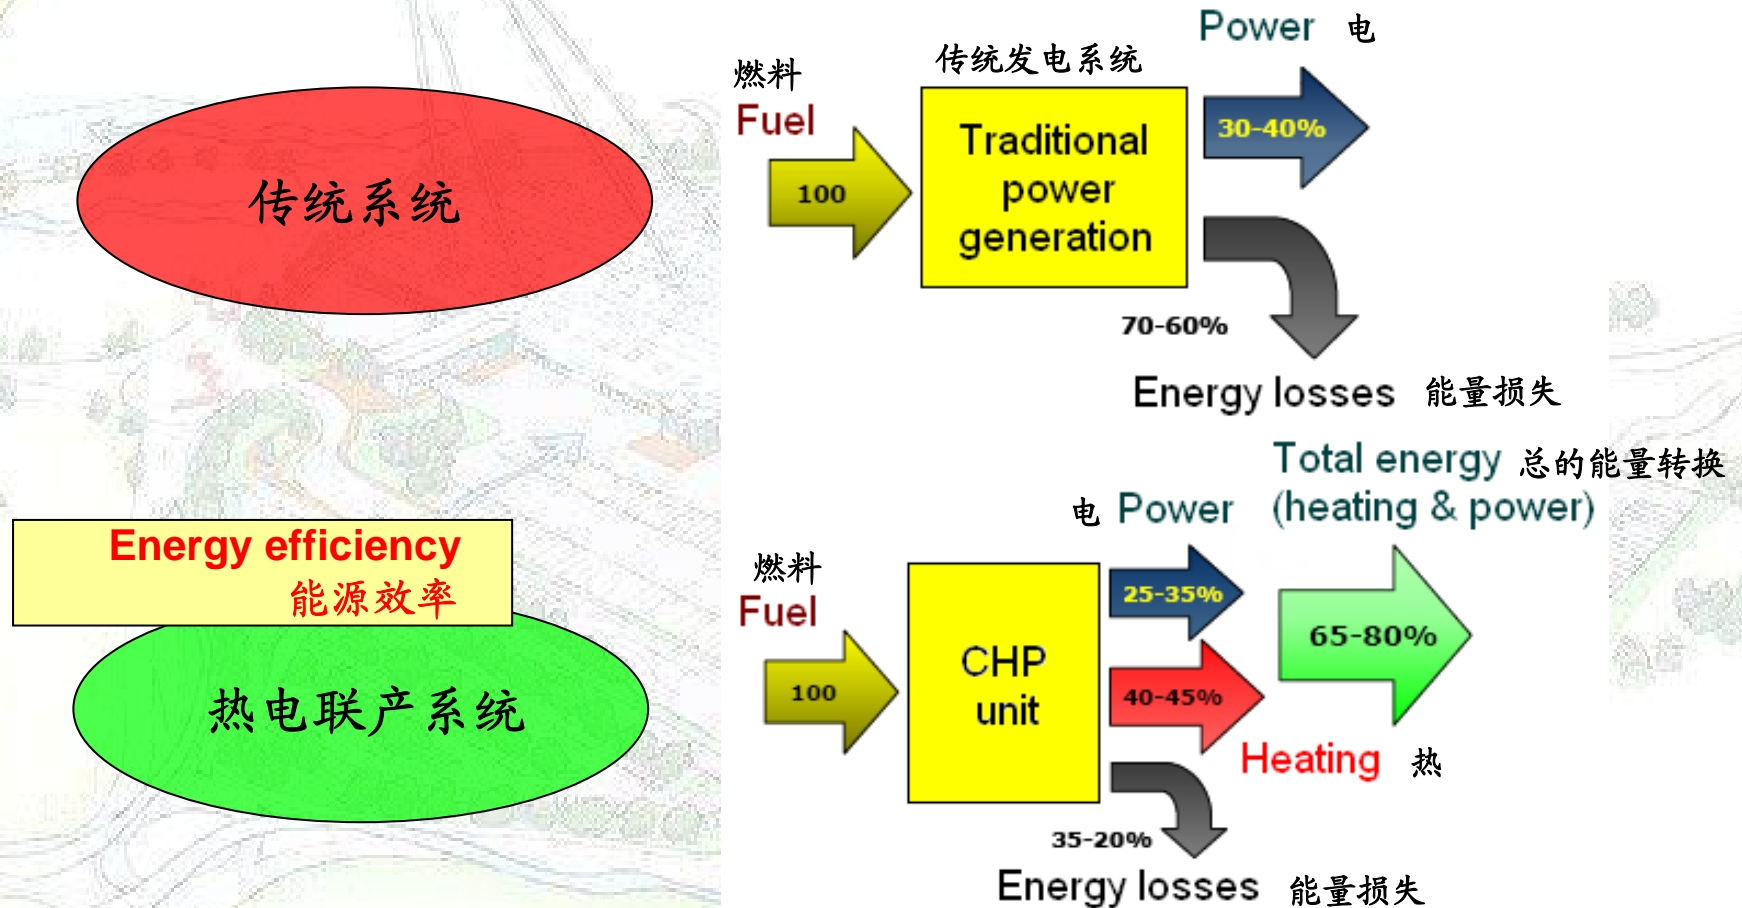 传统系统
Energy efficiency
能源效率
热电联产系统
Power 电
传统发电系统
燃料
Fuel
100
Traditional
power
generation
30-40%
70-60%
Energy losses 能量损失
Total energy 总的能量转换
(heating & power)
电 Power
燃料
Fuel
100
CHP
unit
25-35%
40-45%
65-80%
Heating 热
35-20%
Energy losses 能量损失